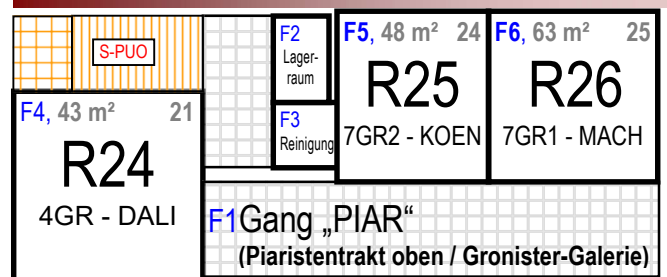 S-PUO
F2
Lager-
raum
F3
Reinigung
F5, 48 m² 24
R25
7GR2 - KOEN
F6, 63 m² 25
R26
7GR1 - MACH
F4, 43 m² 21
R24
4GR - DALI
F1Gang „PIAR“
(Piaristentrakt oben / Gronister-Galerie)